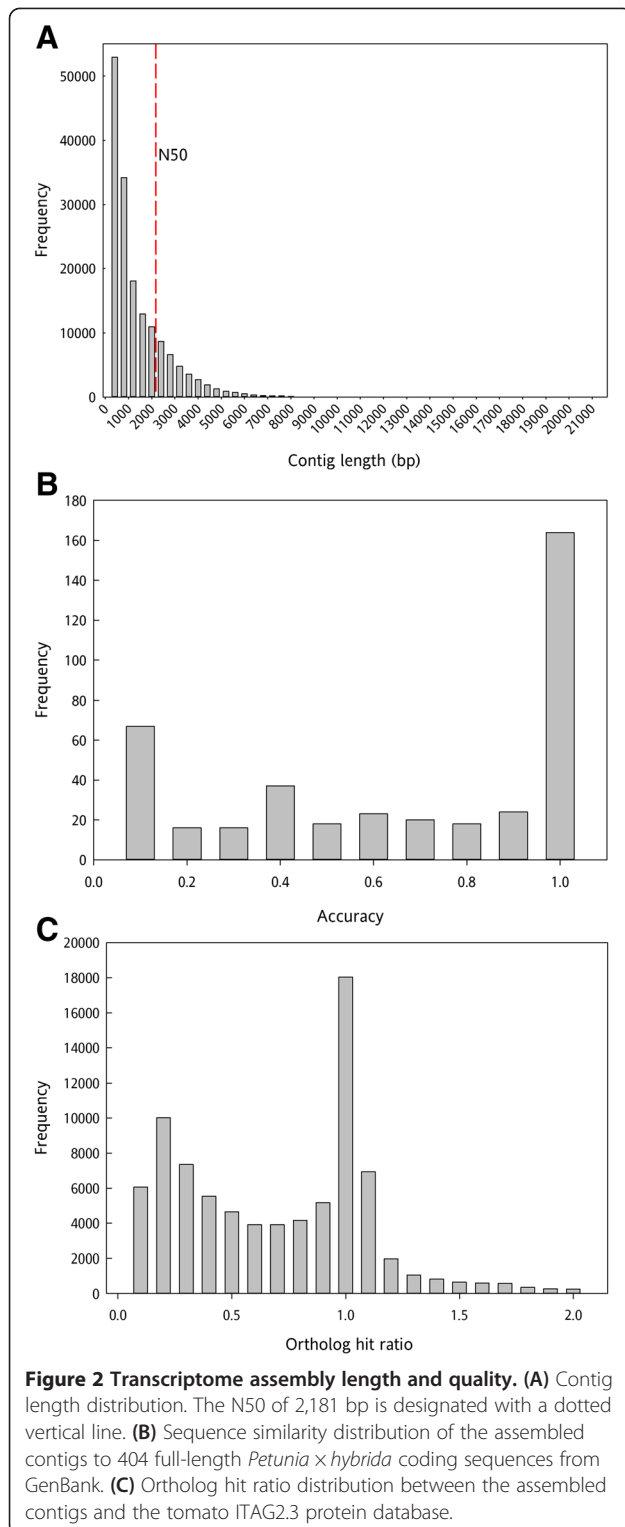 A
50000
40000
30000
20000
10000
0
Frequency
N50
0 1000 2000 3000 4000 5000 6000 7000 8000 9000 10000 11000 12000 13000 14000 15000 16000 17000 18000 19000 20000 21000
Contig length (bp)
B
180
160
140
120
100
80
60
40
20
0
Frequency
0.0 0.2 0.4 0.6 0.8 1.0
Accuracy
C
20000
18000
16000
14000
12000
10000
8000
6000
4000
2000
0
Frequency
0.0 0.5 1.0 1.5 2.0
Ortholog hit ratio
Figure 2 Transcriptome assembly length and quality. (A) Contig
length distribution. The N50 of 2,181 bp is designated with a dotted
vertical line. (B) Sequence similarity distribution of the assembled
contigs to 404 full-length Petunia × hybrida coding sequences from
GenBank. (C) Ortholog hit ratio distribution between the assembled
contigs and the tomato ITAG2.3 protein database.